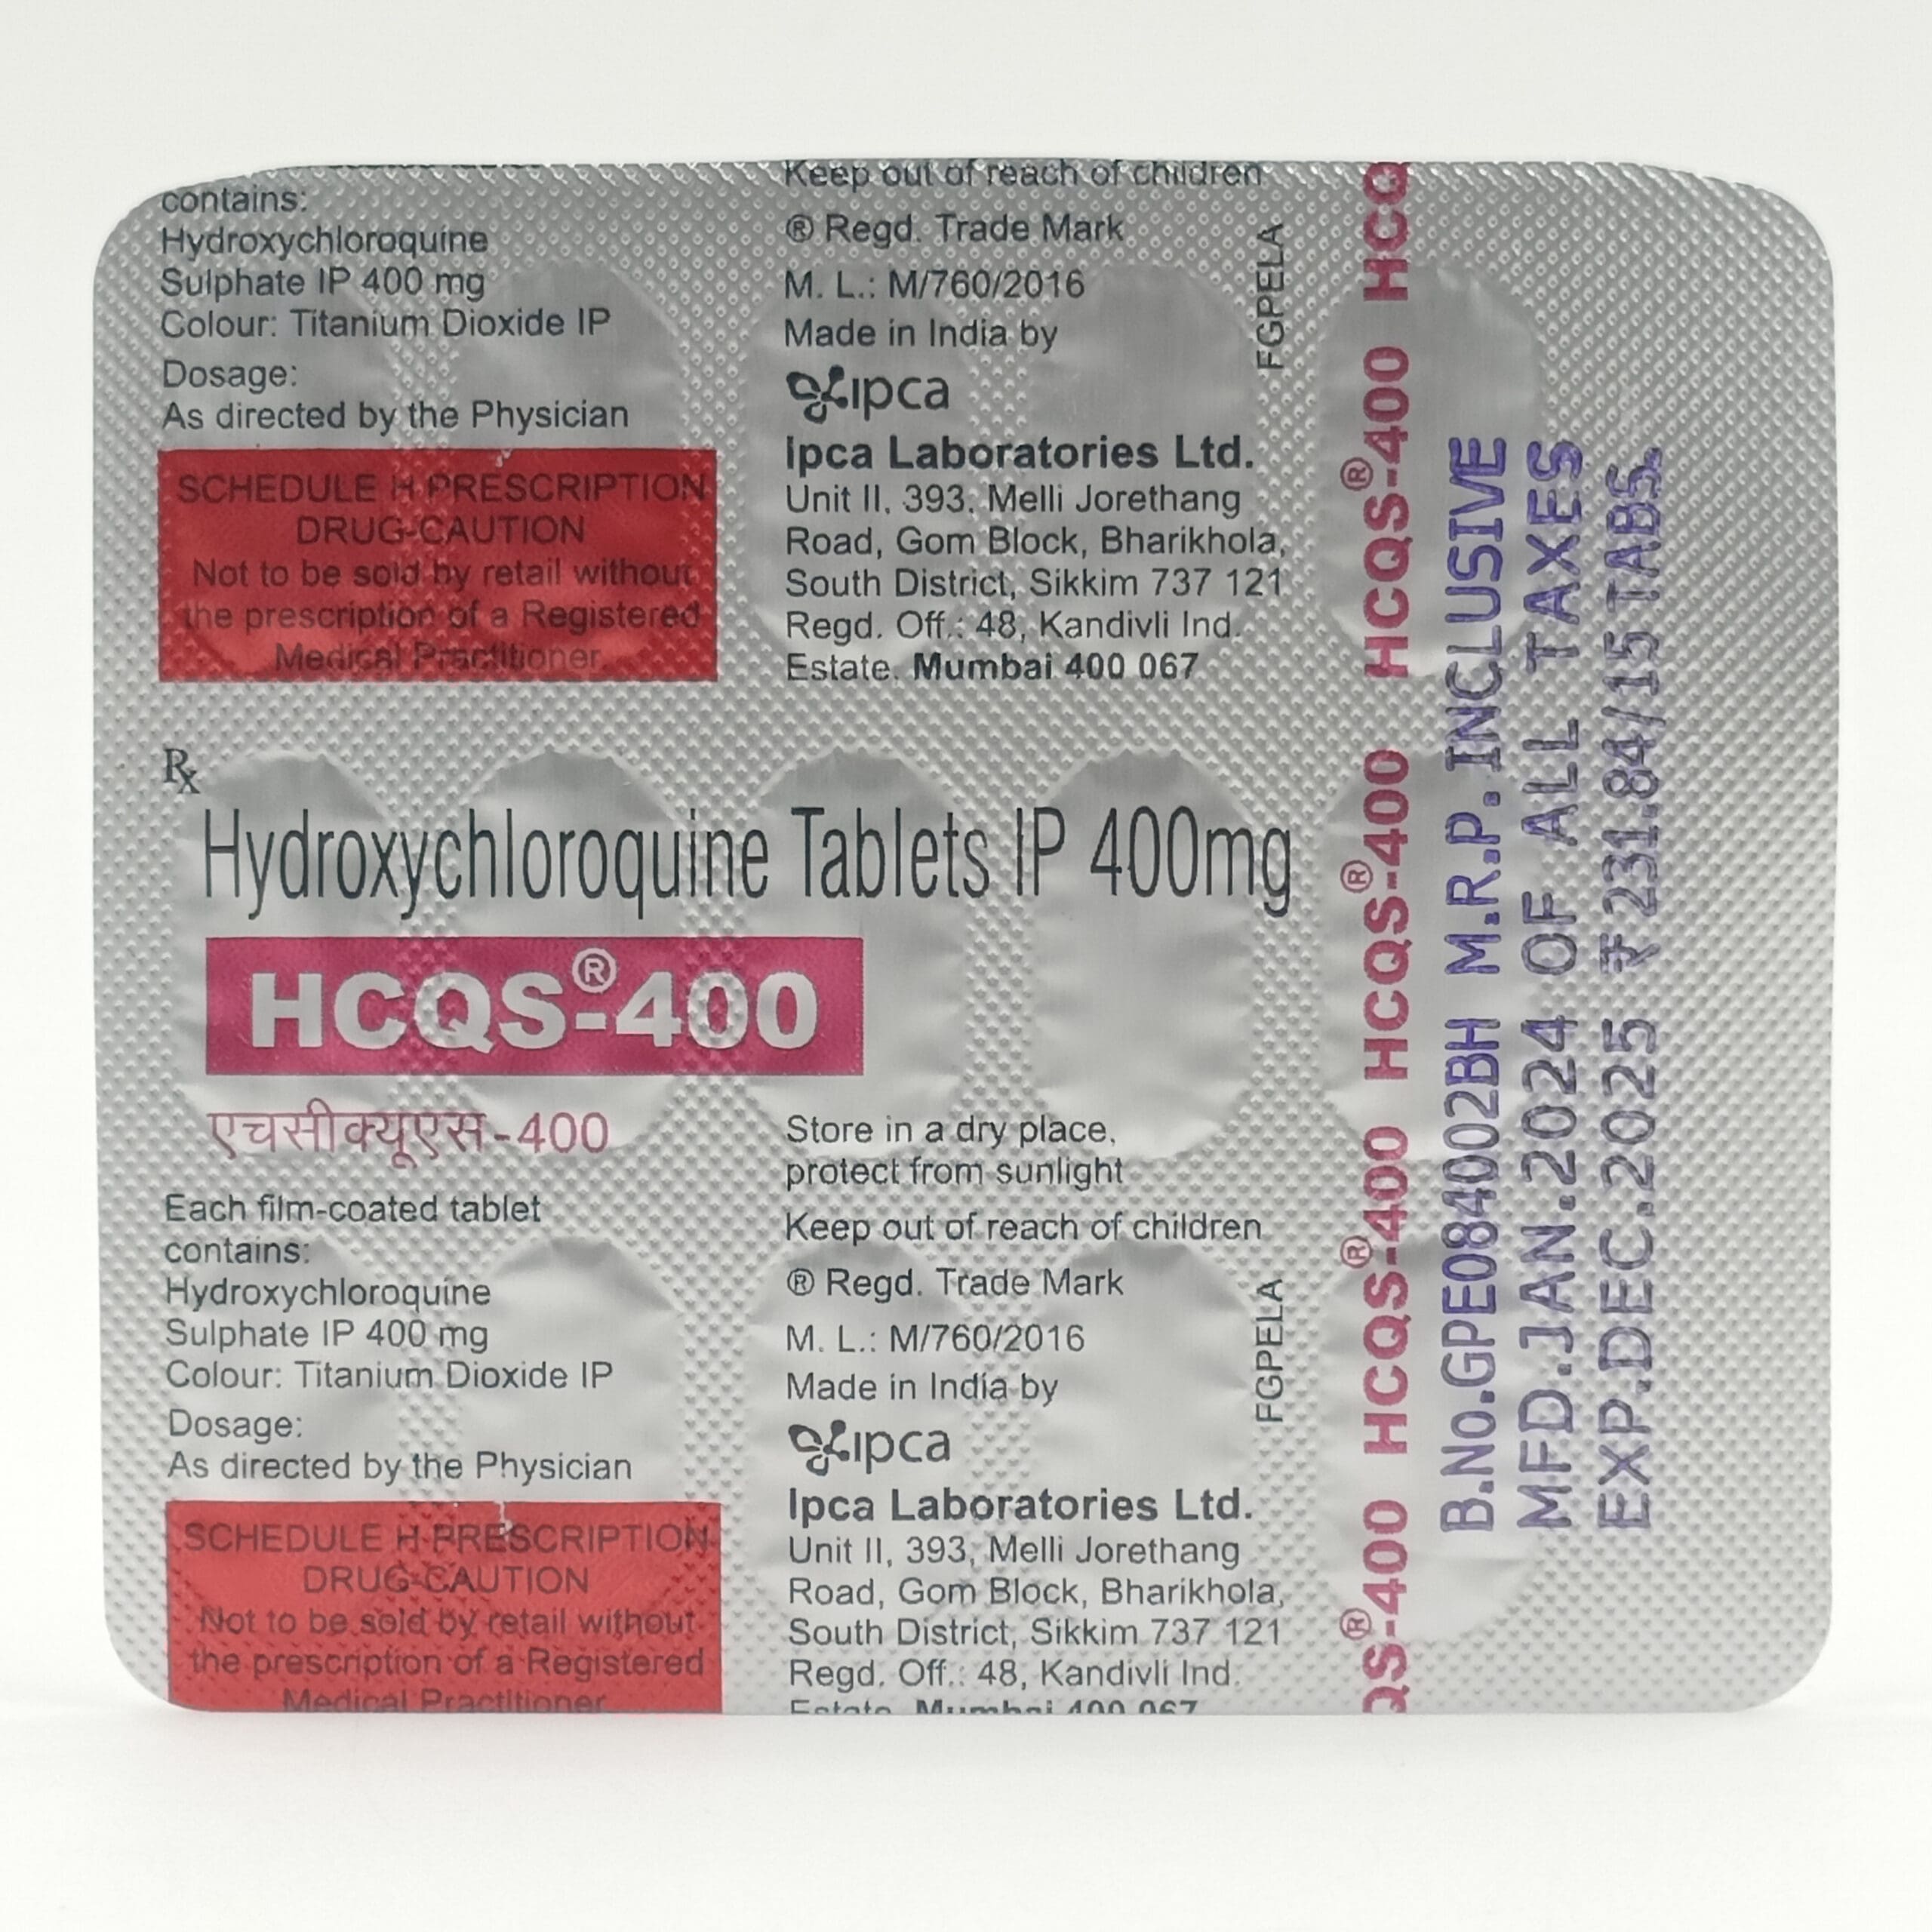 contains:
Hydroxychloroquine
Sulphate IP 400 mg
Colour: Titanium Dioxide IP
Dosage:
As directed by the Physician
SCHEDULE H PRESCRIPTION
DRUG-CAUTION
Not to be sold by retail without
the prescription of a Registered
Medical Practitioner
Keep out of reach of children
® Regd. Trade Mark
M. L.: M/760/2016
Made in India by
ipca
Ipca Laboratories Ltd.
Unit II, 393, Melli Jorethang
Road, Gom Block, Bharikhola,
South District, Sikkim 737 121
Regd. Off.: 48, Kandivli Ind.
Estate, Mumbai 400 067
FGPELA
Rx
Hydroxychloroquine Tablets IP 400mg
HCQS®-400
एचसीक्यूएस-400
Each film-coated tablet
contains:
Hydroxychloroquine
Sulphate IP 400 mg
Colour: Titanium Dioxide IP
Dosage:
As directed by the Physician
SCHEDULE H PRESCRIPTION
DRUG-CAUTION
Not to be sold by retail without
the prescription of a Registered
Medical Practitioner
Store in a dry place,
protect from sunlight
Keep out of reach of children
® Regd. Trade Mark
M. L.: M/760/2016
Made in India by
ipca
Ipca Laboratories Ltd.
Unit II, 393, Melli Jorethang
Road, Gom Block, Bharikhola,
South District, Sikkim 737 121
Regd. Off.: 48, Kandivli Ind.
Estate, Mumbai 400 067
FGPELA
QS®-400 HCQS®-400 HCQS®-400 HCQS®-400 HCQ
B.No.GPE084002BH M.R.P. INCLUSIVE
MFD.JAN.2024 OF ALL TAXES
EXP.DEC.2025 ₹ 231.84/15 TABS.